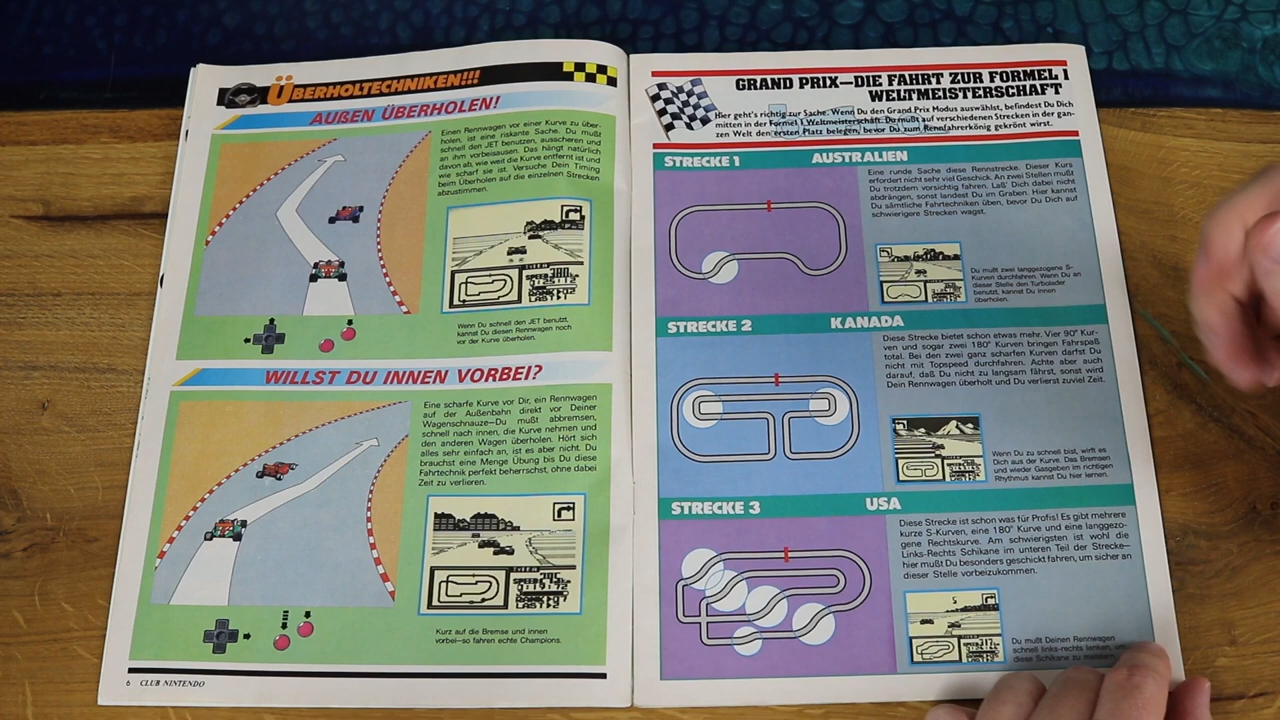 ÜBERHOLTECHNIKEN!!!
AUßEN ÜBERHOLEN!
Einen Rennwagen vor einer Kurve zu über-
holen, ist eine riskante Sache. Du mußt
schnell den JET benutzen, ausscheren und
an ihm vorbeisausen. Das hängt natürlich
davon ab, wie weit die Kurve entfernt ist und
wie scharf sie ist. Versuche Dein Timing
beim Überholen auf die einzelnen Strecken
abzustimmen.
Wenn Du schnell den JET benutzt,
kannst Du diesen Rennwagen noch
vor der Kurve überholen.
WILLST DU INNEN VORBEI?
Eine scharfe Kurve vor Dir, ein Rennwagen
auf der Außenbahn direkt vor Deiner
Wagenschnauze—Du mußt abbremsen,
schnell nach innen, die Kurve nehmen und
den anderen Wagen überholen. Hört sich
alles sehr einfach an, ist es aber nicht. Du
brauchst eine Menge Übung bis Du diese
Fahrtechnik perfekt beherrschst, ohne dabei
Zeit zu verlieren.
Kurz auf die Bremse und innen
vorbei—so fahren echte Champions.
6 CLUB NINTENDO
GRAND PRIX—DIE FAHRT ZUR FORMEL 1
WELTMEISTERSCHAFT
Hier geht's richtig zur Sache. Wenn Du den Grand Prix Modus auswählst, befindest Du Dich
mitten in der Formel 1 Weltmeisterschaft. Du mußt auf verschiedenen Strecken in der gan-
zen Welt den ersten Platz belegen, bevor Du zum Rennfahrerkönig gekrönt wirst.
STRECKE 1 AUSTRALIEN
Eine runde Sache diese Rennstrecke. Dieser Kurs
erfordert nicht sehr viel Geschick. An zwei Stellen mußt
Du trotzdem vorsichtig fahren. Laß' Dich dabei nicht
abdrängen, sonst landest Du im Graben. Hier kannst
Du sämtliche Fahrtechniken üben, bevor Du Dich auf
schwierigere Strecken wagst.
Du mußt zwei langgezogene S-
Kurven durchfahren. Wenn Du an
dieser Stelle den Turbolader
benutzt, kannst Du innen
überholen.
STRECKE 2 KANADA
Diese Strecke bietet schon etwas mehr. Vier 90° Kur-
ven und sogar zwei 180° Kurven bringen Fahrspaß
total. Bei den zwei ganz scharfen Kurven darfst Du
nicht mit Topspeed durchfahren. Achte aber auch
darauf, daß Du nicht zu langsam fährst, sonst wird
Dein Rennwagen überholt und Du verlierst zuviel Zeit.
Wenn Du zu schnell bist, wirft es
Dich aus der Kurve. Das Bremsen
und wieder Gasgeben im richtigen
Rhythmus kannst Du hier lernen.
STRECKE 3 USA
Diese Strecke ist schon was für Profis! Es gibt mehrere
kurze S-Kurven, eine 180° Kurve und eine langgezo-
gene Rechtskurve. Am schwierigsten ist wohl die
Links-Rechts Schikane im unteren Teil der Strecke—
hier mußt Du besonders geschickt fahren, um sicher an
dieser Stelle vorbeizukommen.
Du mußt Deinen Rennwagen
schnell links-rechts lenken, um
diese Schikane zu meistern.